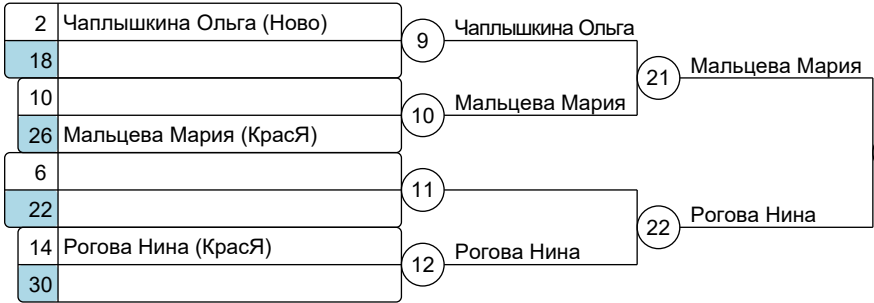 2 Чаплышкина Ольга (Ново)
18
9 Чаплышкина Ольга
10
26 Мальцева Мария (КрасЯ)
10 Мальцева Мария
21 Мальцева Мария
6
22
11
14 Рогова Нина (КрасЯ)
30
12 Рогова Нина
22 Рогова Нина